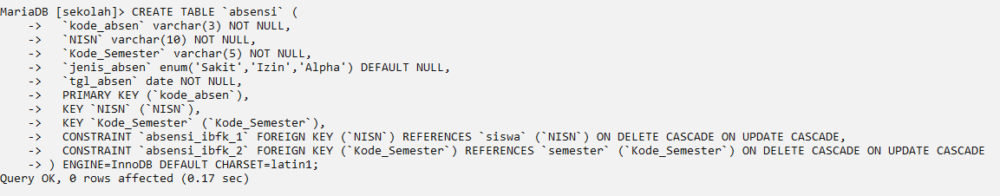 MariaDB [sekolah]> CREATE TABLE `absensi` (
    ->   `kode_absen` varchar(3) NOT NULL,
    ->   `NISN` varchar(10) NOT NULL,
    ->   `Kode_Semester` varchar(5) NOT NULL,
    ->   `jenis_absen` enum('Sakit','Izin','Alpha') DEFAULT NULL,
    ->   `tgl_absen` date NOT NULL,
    ->   PRIMARY KEY (`kode_absen`),
    ->   KEY `NISN` (`NISN`),
    ->   KEY `Kode_Semester` (`Kode_Semester`),
    ->   CONSTRAINT `absensi_ibfk_1` FOREIGN KEY (`NISN`) REFERENCES `siswa` (`NISN`) ON DELETE CASCADE ON UPDATE CASCADE,
    ->   CONSTRAINT `absensi_ibfk_2` FOREIGN KEY (`Kode_Semester`) REFERENCES `semester` (`Kode_Semester`) ON DELETE CASCADE ON UPDATE CASCADE
    -> ) ENGINE=InnoDB DEFAULT CHARSET=latin1;
Query OK, 0 rows affected (0.17 sec)